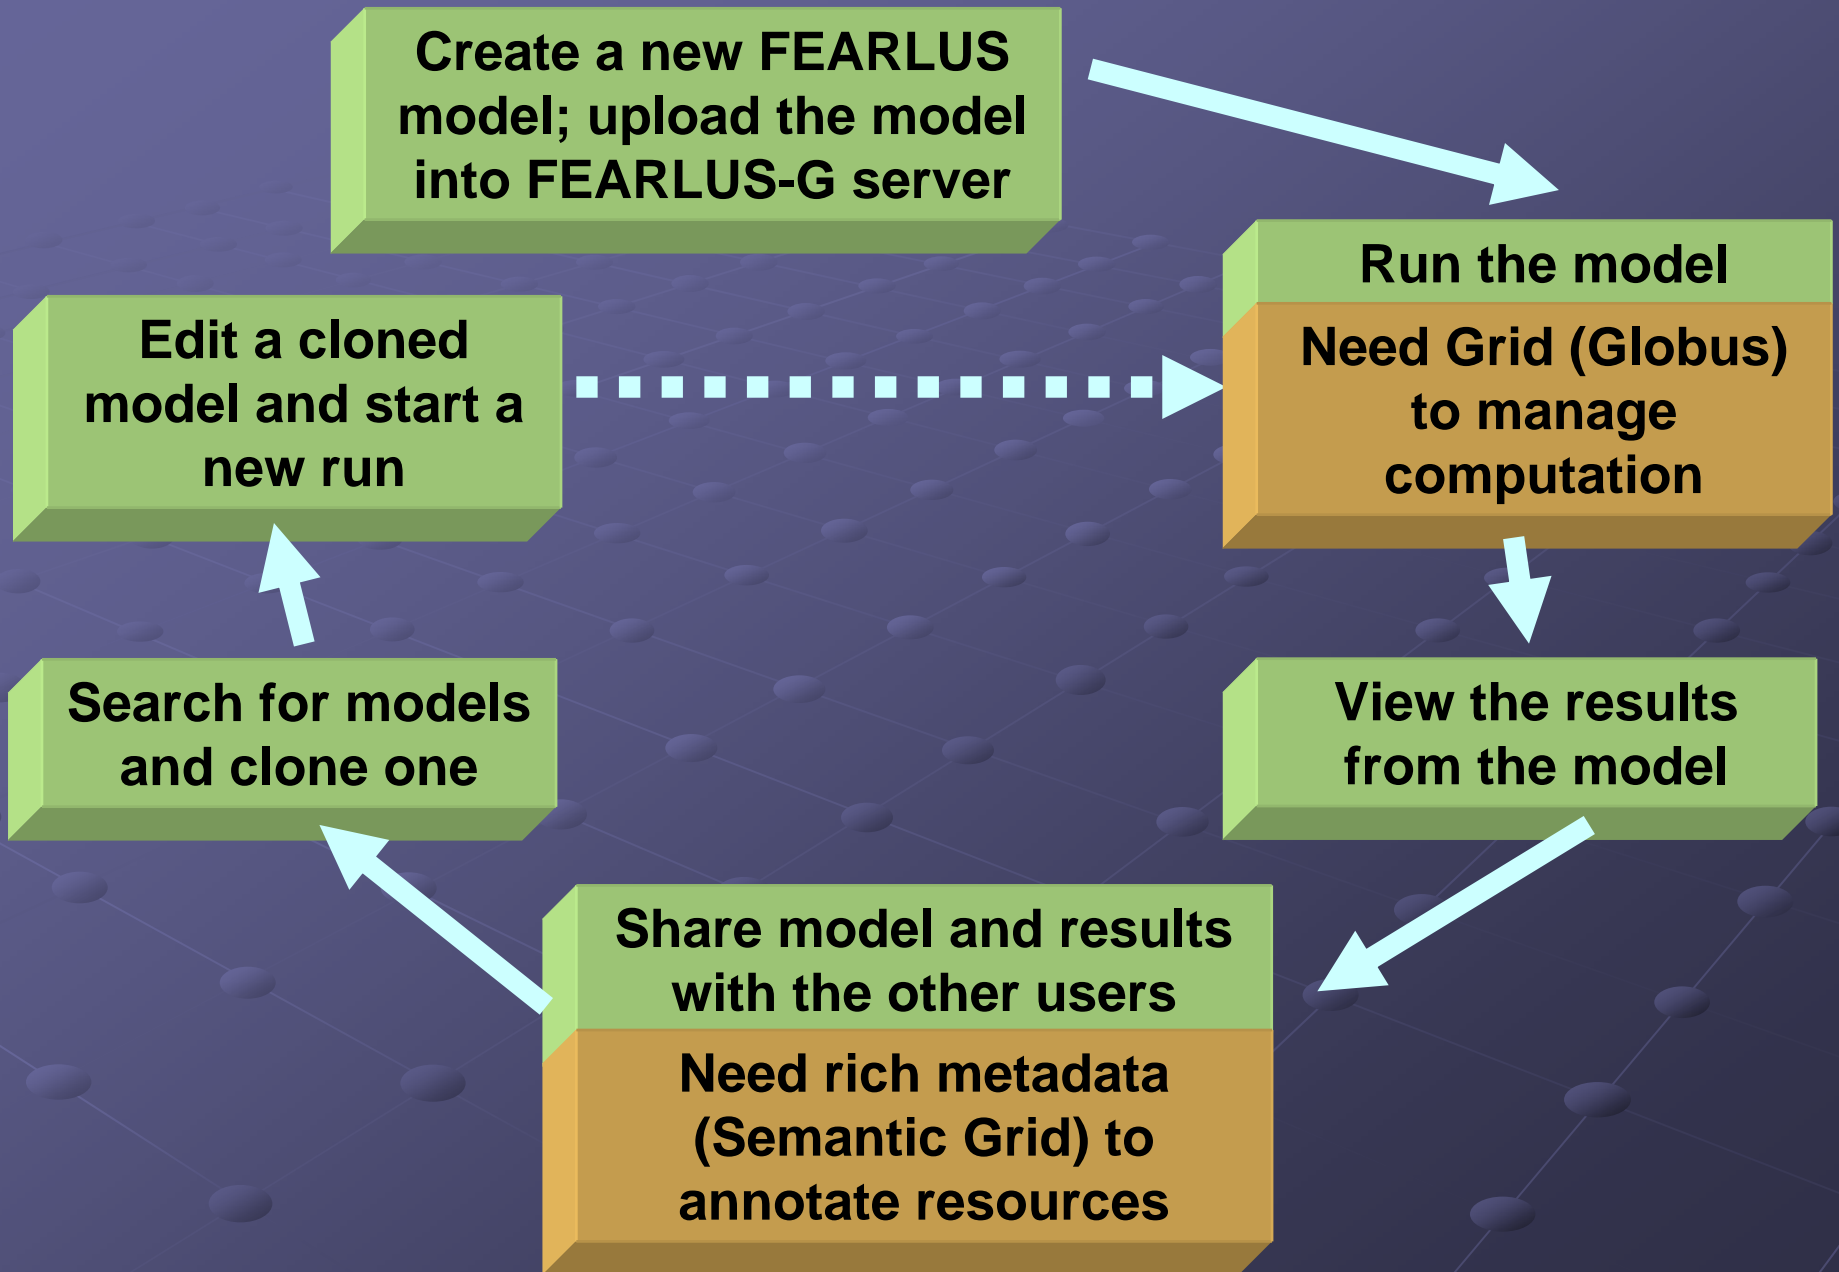 Create a new FEARLUS
model; upload the model
into FEARLUS-G server
Run the model
Need Grid (Globus)
to manage
computation
Edit a cloned
model and start a
new run
Search for models
and clone one
View the results
from the model
Share model and results
with the other users
Need rich metadata
(Semantic Grid) to
annotate resources